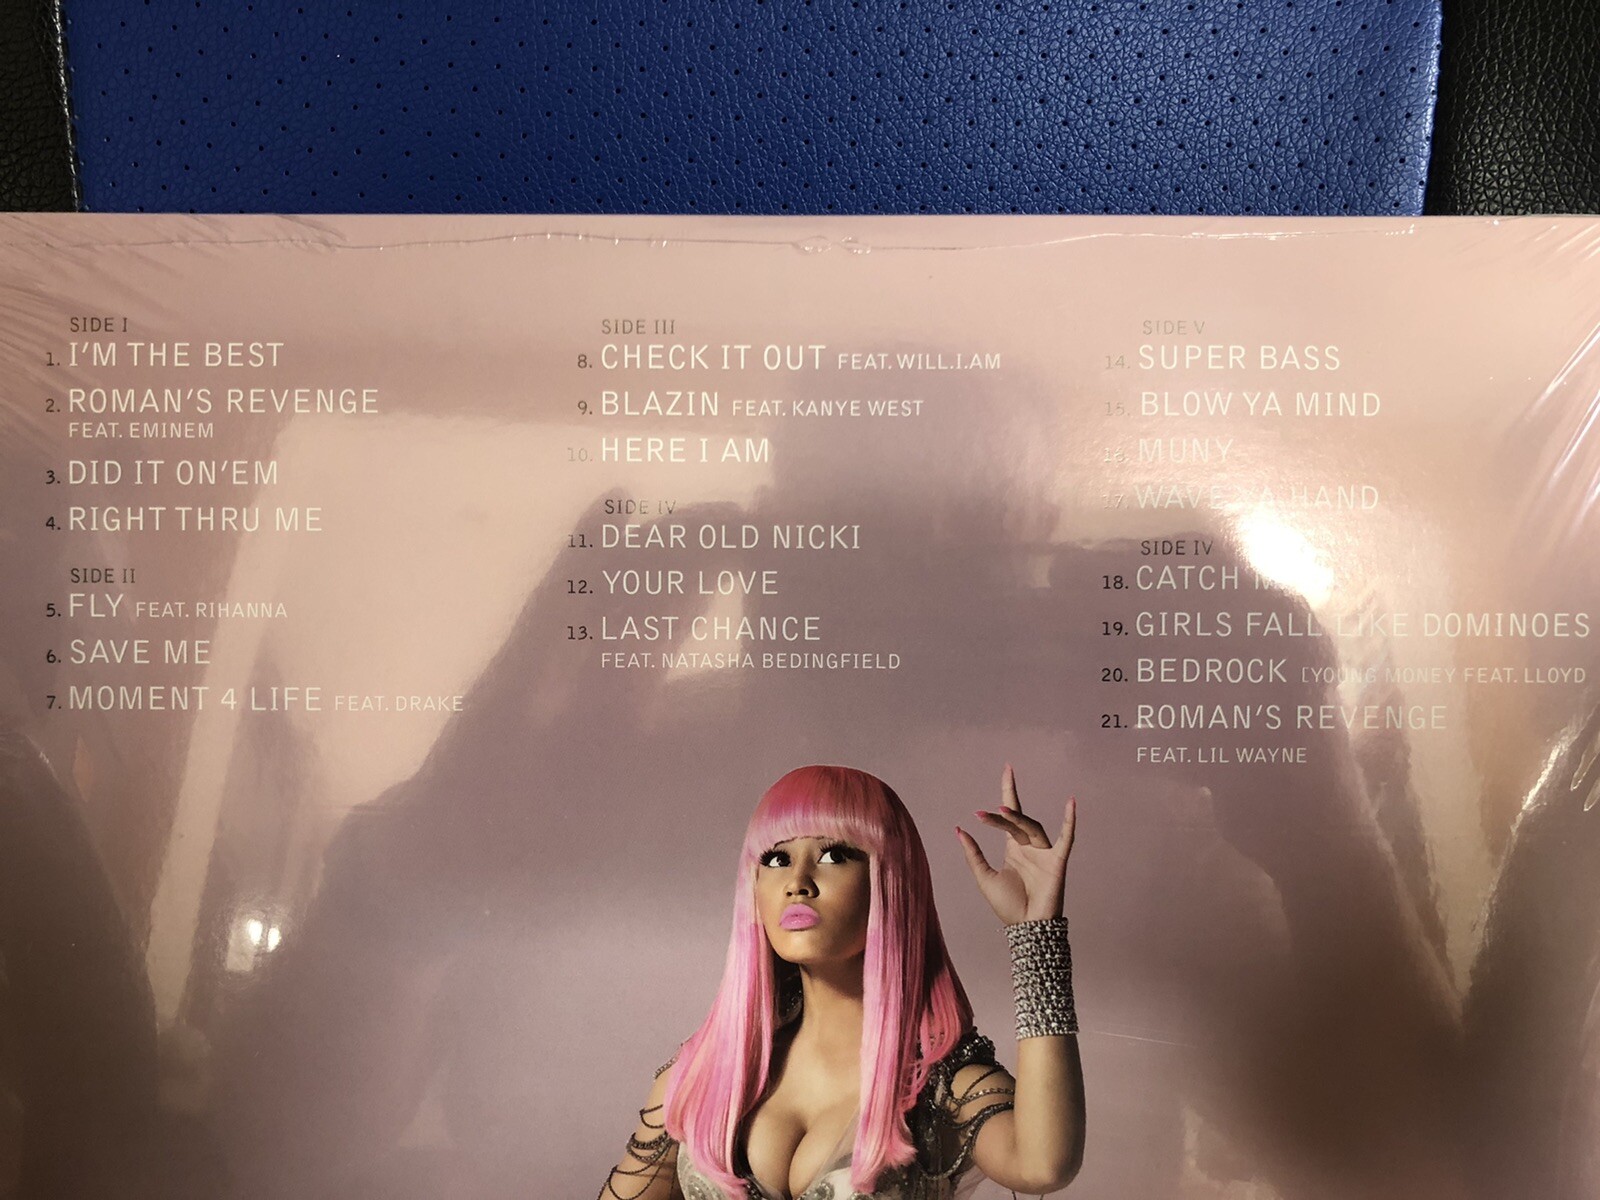 SIDE I
1. I'M THE BEST
2. ROMAN'S REVENGE
FEAT. EMINEM
3. DID IT ON'EM
4. RIGHT THRU ME
SIDE II
5. FLY FEAT. RIHANNA
6. SAVE ME
7. MOMENT 4 LIFE FEAT. DRAKE
SIDE III
8. CHECK IT OUT FEAT. WILL.I.AM
9. BLAZIN FEAT. KANYE WEST
10. HERE I AM
SIDE IV
11. DEAR OLD NICKI
12. YOUR LOVE
13. LAST CHANCE
FEAT. NATASHA BEDINGFIELD
SIDE V
14. SUPER BASS
15. BLOW YA MIND
16. MUNY
17. WAVE YA HAND
SIDE IV
18. CATCH
19. GIRLS FALL LIKE DOMINOES
20. BEDROCK [YOUNG MONEY FEAT. LLOYD
21. ROMAN'S REVENGE
FEAT. LIL WAYNE